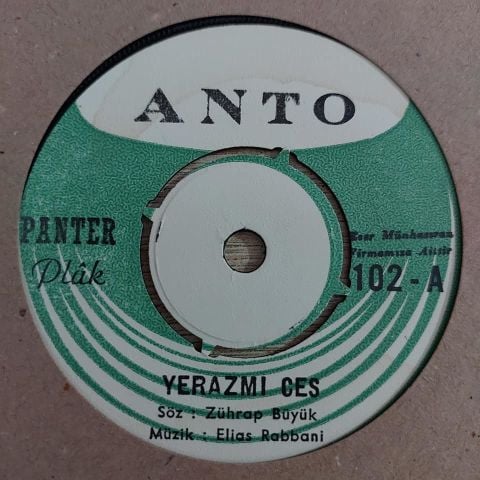 ANTO
PANTER
Plâk
Eser Münhasıran
Firmamıza Aittir
102 - A
YERAZMI CES
Söz : Zührap Büyük
Müzik : Elias Rabbani